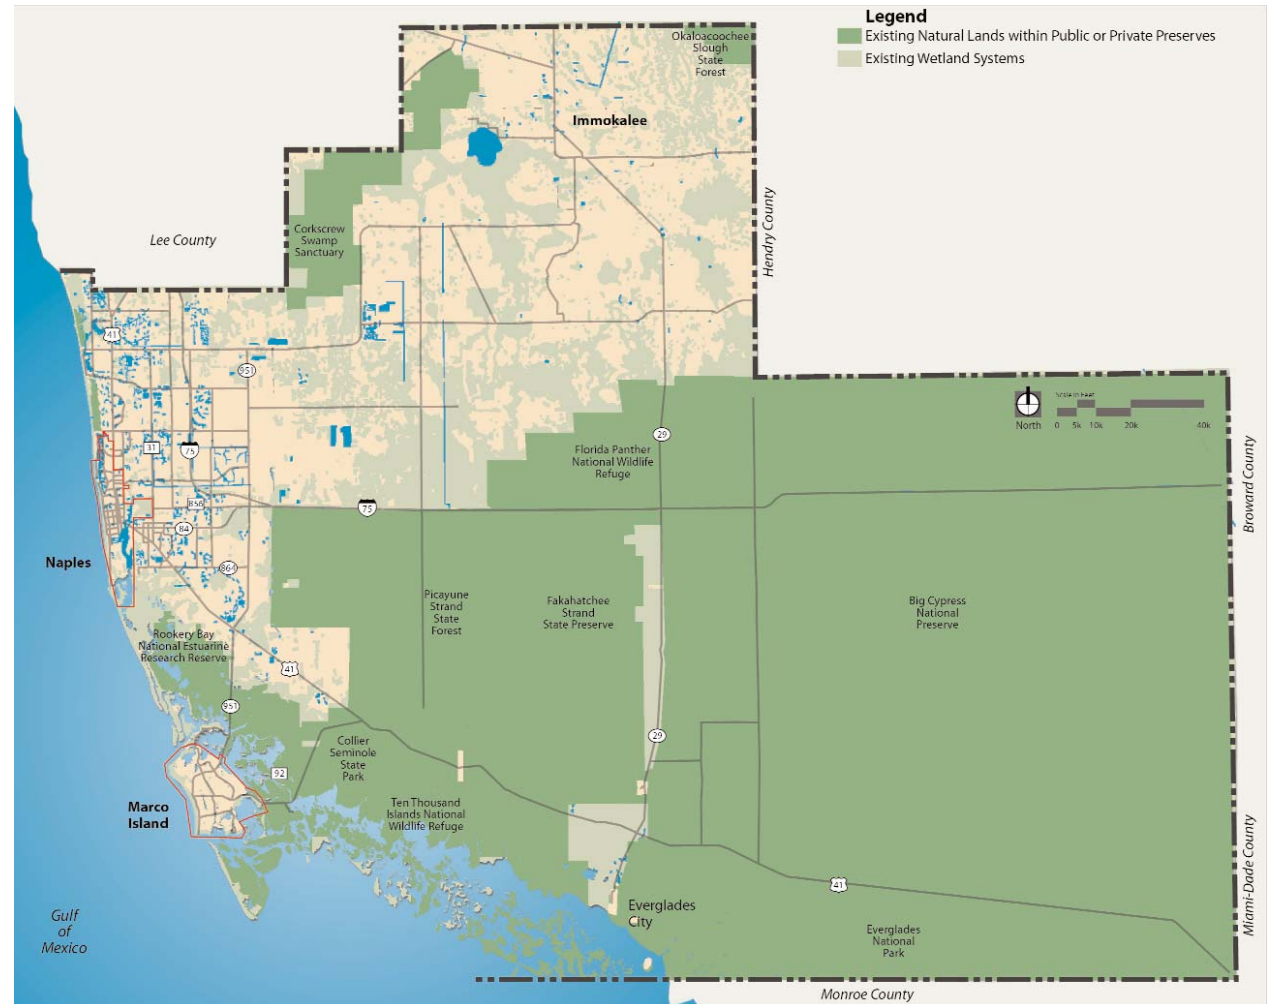 Legend
Existing Natural Lands within Public or Private Preserves
Existing Wetland Systems
Okaloacoochee
Slough
State
Forest
Immokalee
Lee County
Corkscrew
Swamp
Sanctuary
Hendry County
41
951
Scale in Feet
North
0 5k 10k 20k 40k
29
31
75
Florida Panther
National Wildlife
Refuge
Broward County
856
75
84
Naples
864
Picayune
Strand
State
Forest
Fakahatchee
Strand
State Preserve
Big Cypress
National
Preserve
Rookery Bay
National Estuarine
Research Reserve
41
951
29
Collier
Seminole
State
Park
92
Marco
Island
Ten Thousand
Islands National
Wildlife Refuge
Miami-Dade County
41
Everglades
City
Gulf
of
Mexico
Everglades
National
Park
Monroe County